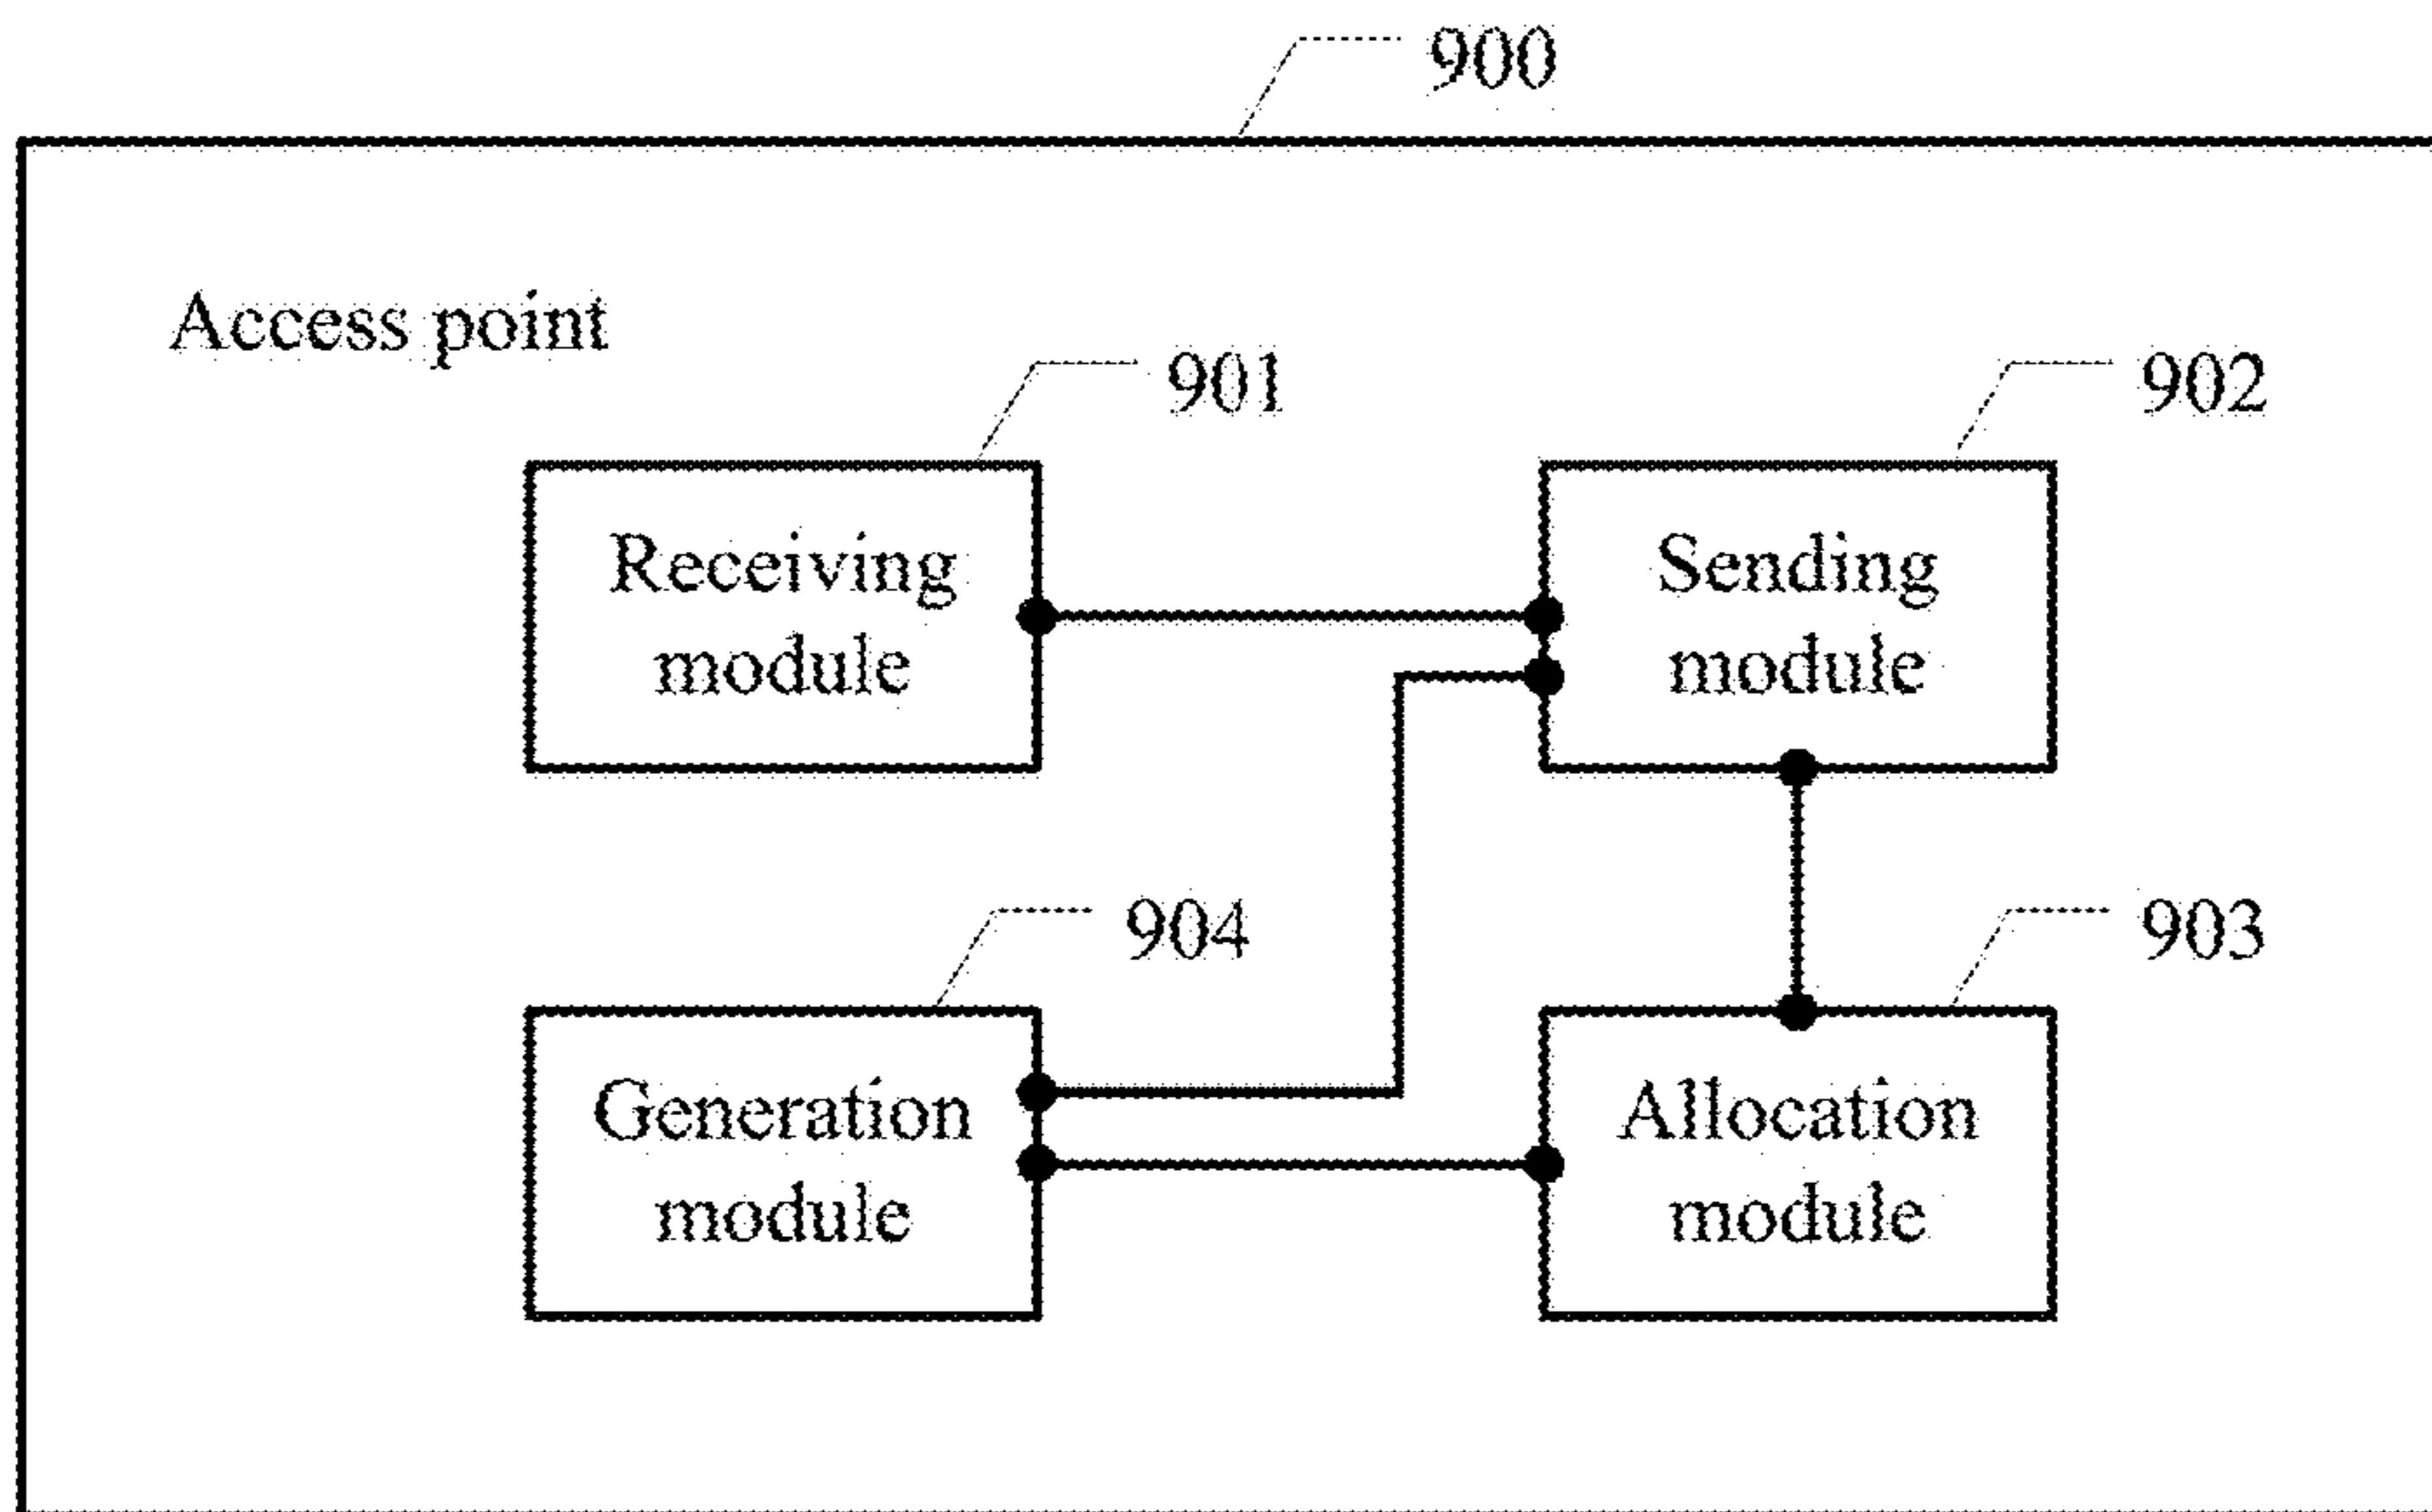 900
Access point
901
902
Receiving
module
Sending
module
904
903
Generation
module
Allocation
module